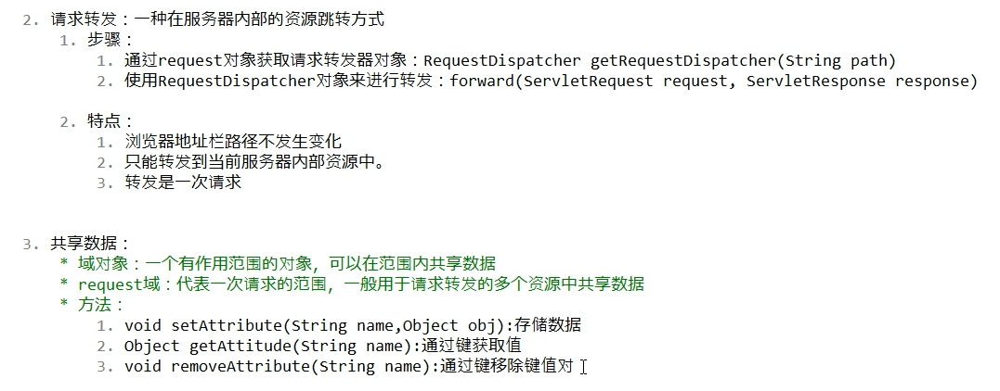 2. 请求转发：一种在服务器内部的资源跳转方式
1. 步骤：
1. 通过request对象获取请求转发器对象：RequestDispatcher getRequestDispatcher(String path)
2. 使用RequestDispatcher对象来进行转发：forward(ServletRequest request, ServletResponse response)
2. 特点：
1. 浏览器地址栏路径不发生变化
2. 只能转发到当前服务器内部资源中。
3. 转发是一次请求
3. 共享数据：
* 域对象：一个有作用范围的对象，可以在范围内共享数据
* request域：代表一次请求的范围，一般用于请求转发的多个资源中共享数据
* 方法：
1. void setAttribute(String name,Object obj):存储数据
2. Object getAttitude(String name):通过键获取值
3. void removeAttribute(String name):通过键移除键值对